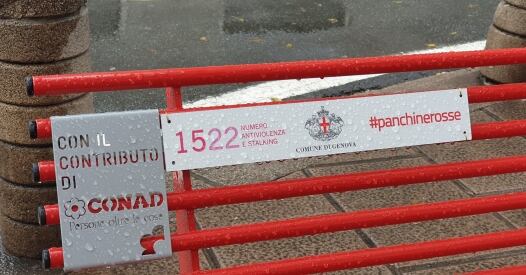 CON IL
CONTRIBUTO
DI
CONAD
Persone oltre le cose
1522
NUMERO
ANTIVIOLENZA
E STALKING
COMUNE DI GENOVA
#panchinerosse